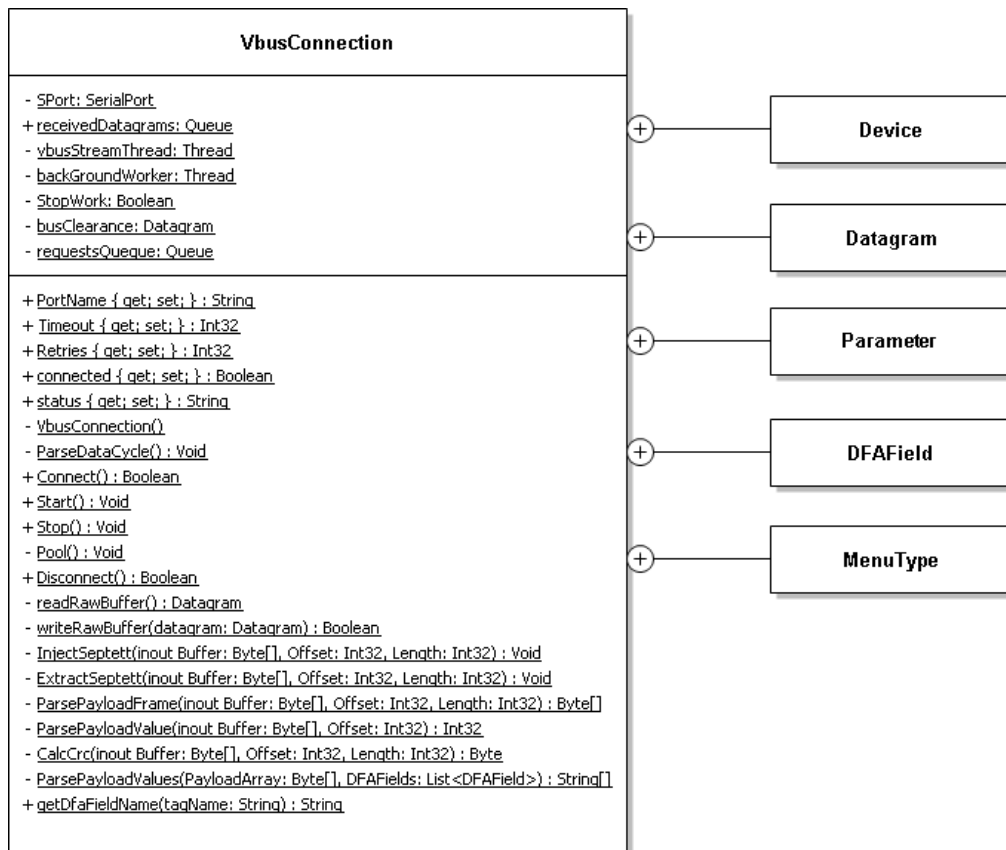 VbusConnection
- SPort: SerialPort
+ receivedDatagrams: Queue
- vbusStreamThread: Thread
- backGroundWorker: Thread
- StopWork: Boolean
- busClearance: Datagram
- requestsQueque: Queue
+ PortName { get; set; } : String
+ Timeout { get; set; } : Int32
+ Retries { get; set; } : Int32
+ connected { get; set; } : Boolean
+ status { get; set; } : String
- VbusConnection()
- ParseDataCycle() : Void
+ Connect() : Boolean
+ Start() : Void
+ Stop() : Void
- Pool() : Void
+ Disconnect() : Boolean
- readRawBuffer() : Datagram
- writeRawBuffer(datagram: Datagram) : Boolean
- InjectSeptett(inout Buffer: Byte[], Offset: Int32, Length: Int32) : Void
- ExtractSeptett(inout Buffer: Byte[], Offset: Int32, Length: Int32) : Void
- ParsePayloadFrame(inout Buffer: Byte[], Offset: Int32, Length: Int32) : Byte[]
- ParsePayloadValue(inout Buffer: Byte[], Offset: Int32) : Int32
- CalcCrc(inout Buffer: Byte[], Offset: Int32, Length: Int32) : Byte
- ParsePayloadValues(PayloadArray: Byte[], DFAFields: List<DFAField>) : String[]
+ getDfaFieldName(tagName: String) : String
Device
Datagram
Parameter
DFAField
MenuType